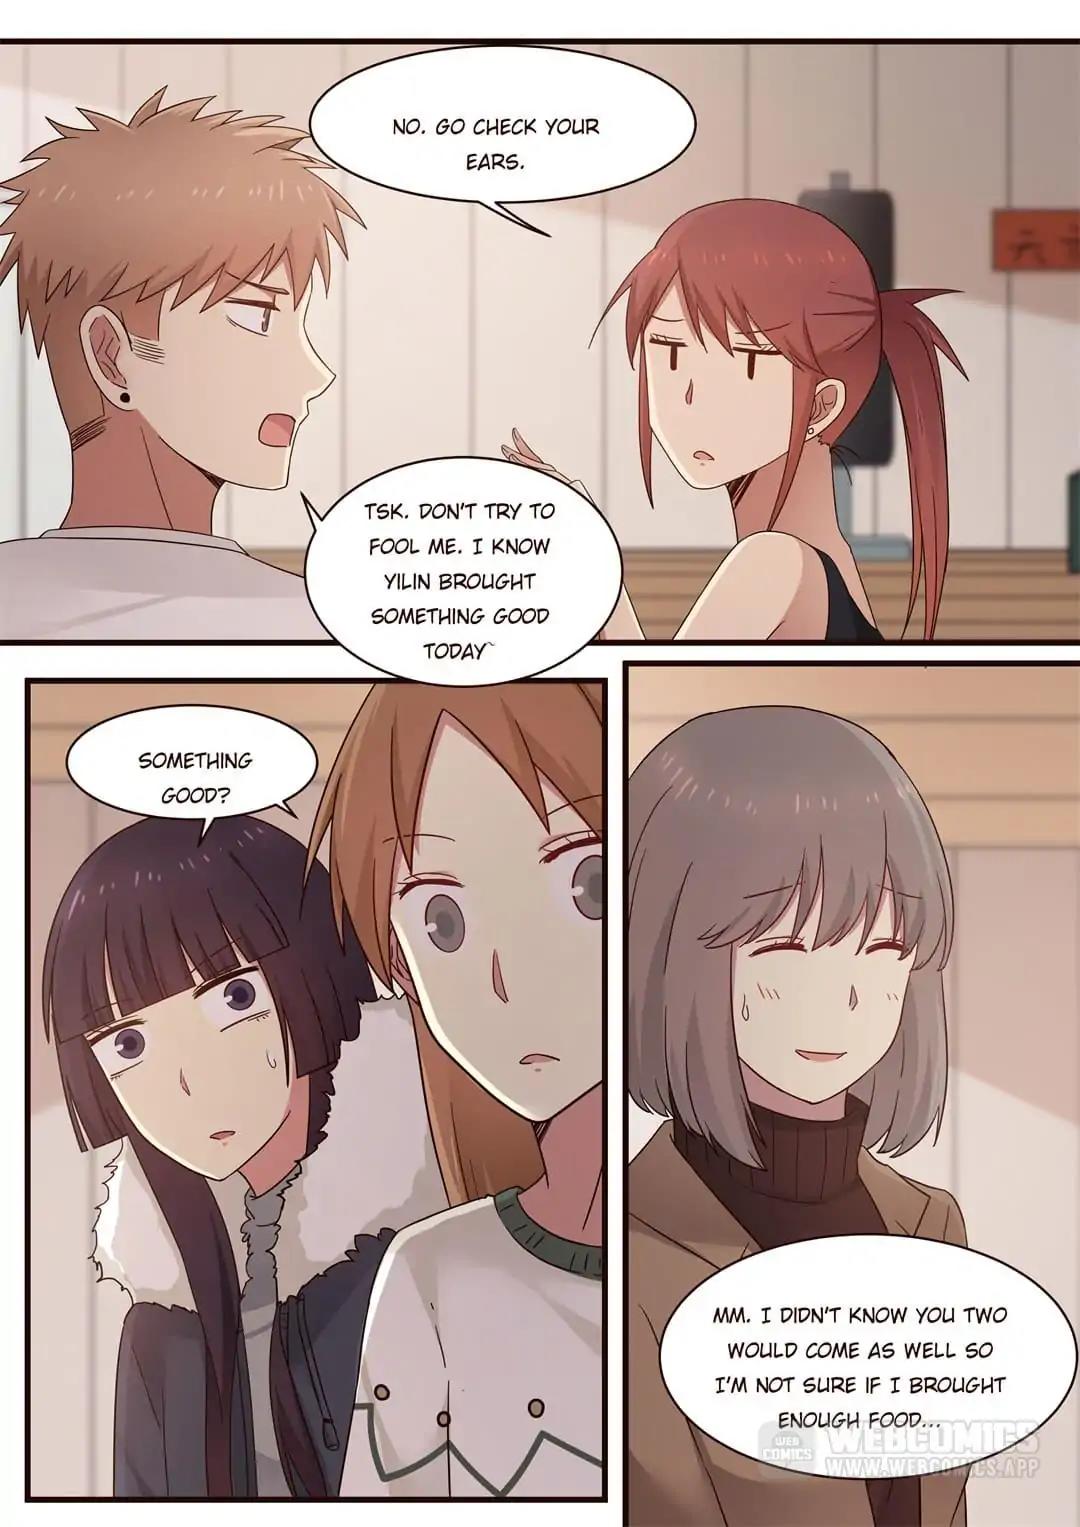 NO. GO CHECK YOUR
EARS.
TSK. DON'T TRY TO
FOOL ME. I KNOW
YILIN BROUGHT
SOMETHING GOOD
TODAY~
SOMETHING
GOOD?
MM. I DIDN'T KNOW YOU TWO
WOULD COME AS WELL SO
I'M NOT SURE IF I BROUGHT
ENOUGH FOOD...
WEB
COMICS
WEBCOMICS
WWW.WEBCOMICS.APP